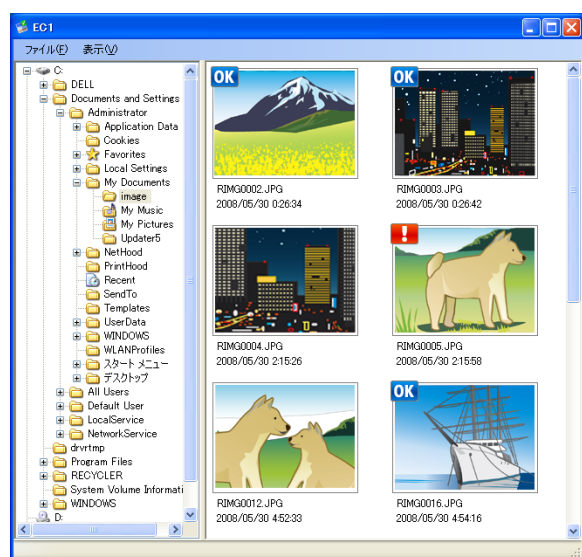 EC1
ファイル(F) 表示(V)
C:
DELL
Documents and Settings
Administrator
Application Data
Cookies
Favorites
Local Settings
My Documents
image
My Music
My Pictures
Updater5
NetHood
PrintHood
Recent
SendTo
Templates
UserData
WINDOWS
WLANProfiles
スタート メニュー
デスクトップ
All Users
Default User
LocalService
NetworkService
drvrtmp
Program Files
RECYCLER
System Volume Informati
WINDOWS
D:
OK
RIMG0002.JPG
2008/05/30 0:26:34
OK
RIMG0003.JPG
2008/05/30 0:26:42
RIMG0004.JPG
2008/05/30 2:15:26
!
RIMG0005.JPG
2008/05/30 2:15:58
RIMG0012.JPG
2008/05/30 4:52:33
OK
RIMG0016.JPG
2008/05/30 4:54:16